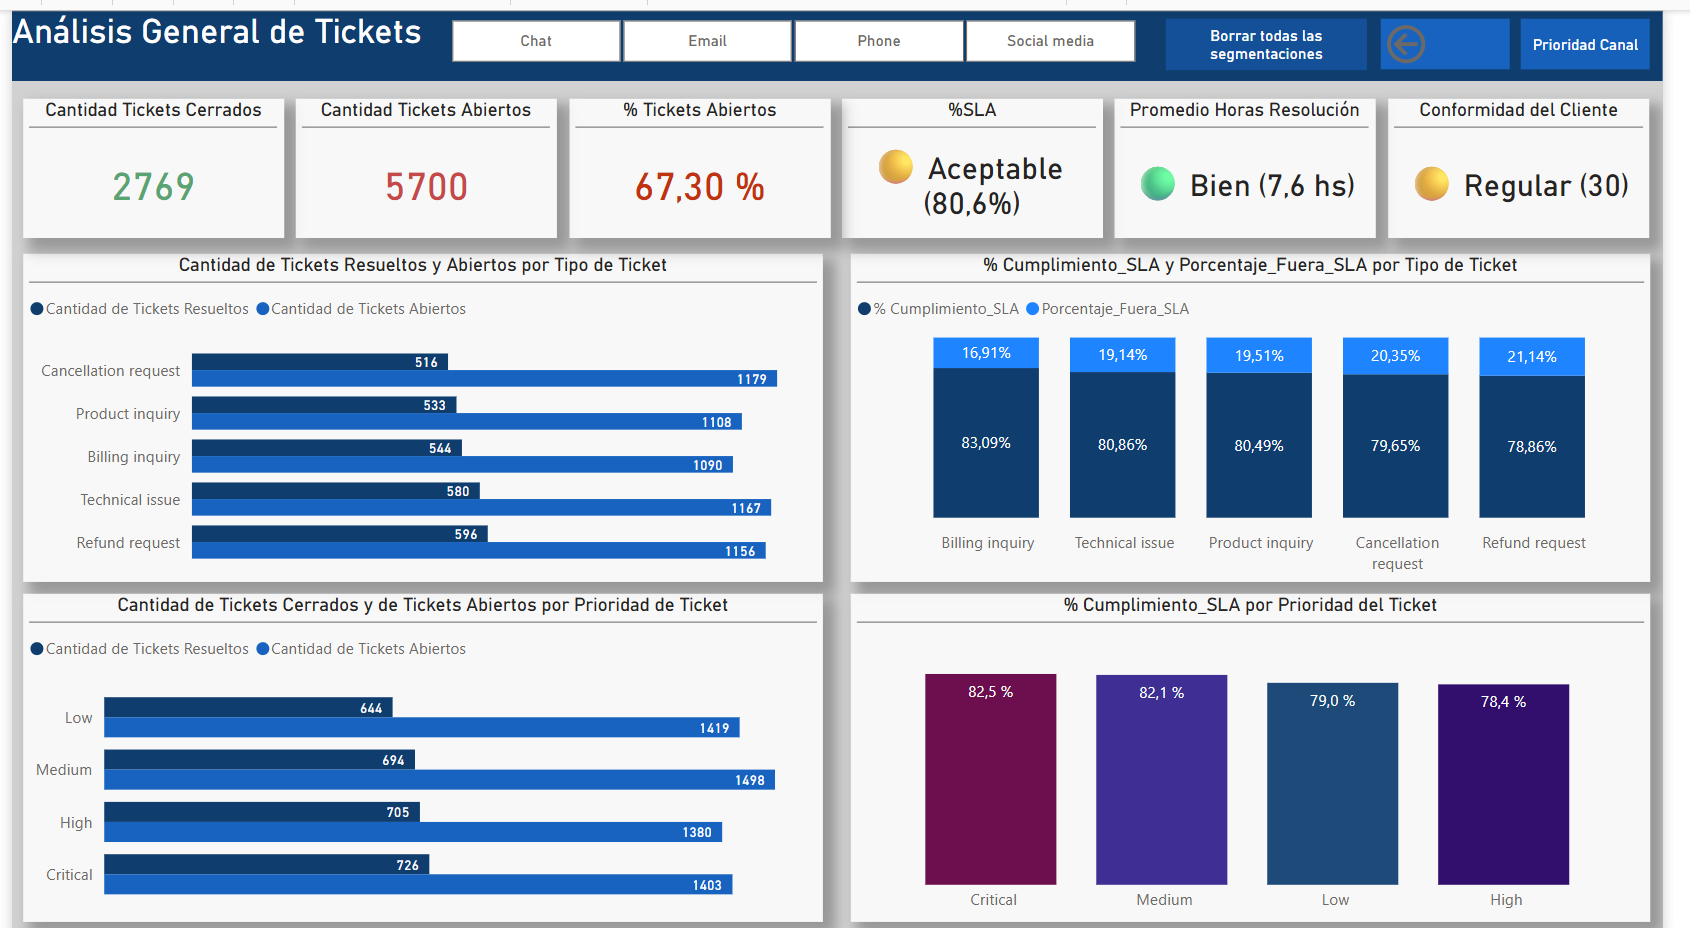 Análisis General de Tickets
Chat
Email
Phone
Social media
Borrar todas las
segmentaciones
Prioridad Canal
Cantidad Tickets Cerrados
2769
Cantidad Tickets Abiertos
5700
% Tickets Abiertos
67,30 %
%SLA
Aceptable
(80,6%)
Promedio Horas Resolución
Bien (7,6 hs)
Conformidad del Cliente
Regular (30)
Cantidad de Tickets Resueltos y Abiertos por Tipo de Ticket
Cantidad de Tickets Resueltos
Cantidad de Tickets Abiertos
Cancellation request
516
1179
Product inquiry
533
1108
Billing inquiry
544
1090
Technical issue
580
1167
Refund request
596
1156
% Cumplimiento_SLA y Porcentaje_Fuera_SLA por Tipo de Ticket
% Cumplimiento_SLA
Porcentaje_Fuera_SLA
16,91%
19,14%
19,51%
20,35%
21,14%
83,09%
80,86%
80,49%
79,65%
78,86%
Billing inquiry
Technical issue
Product inquiry
Cancellation
request
Refund request
Cantidad de Tickets Cerrados y de Tickets Abiertos por Prioridad de Ticket
Cantidad de Tickets Resueltos
Cantidad de Tickets Abiertos
Low
644
1419
Medium
694
1498
High
705
1380
Critical
726
1403
% Cumplimiento_SLA por Prioridad del Ticket
82,5 %
82,1 %
79,0 %
78,4 %
Critical
Medium
Low
High